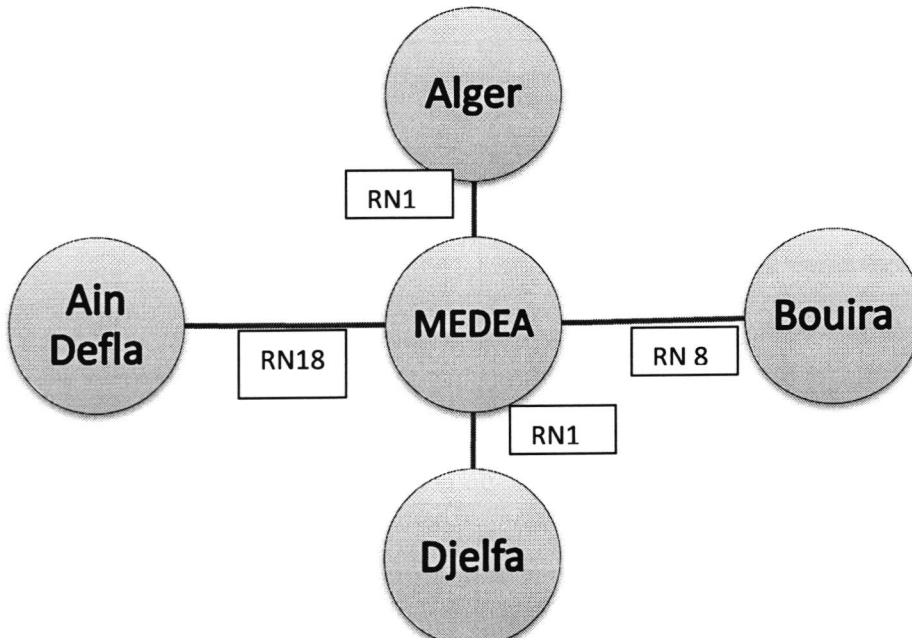 Alger
RN1
Ain
Defla
MEDEA
Bouira
RN18
RN 8
RN1
Djelfa